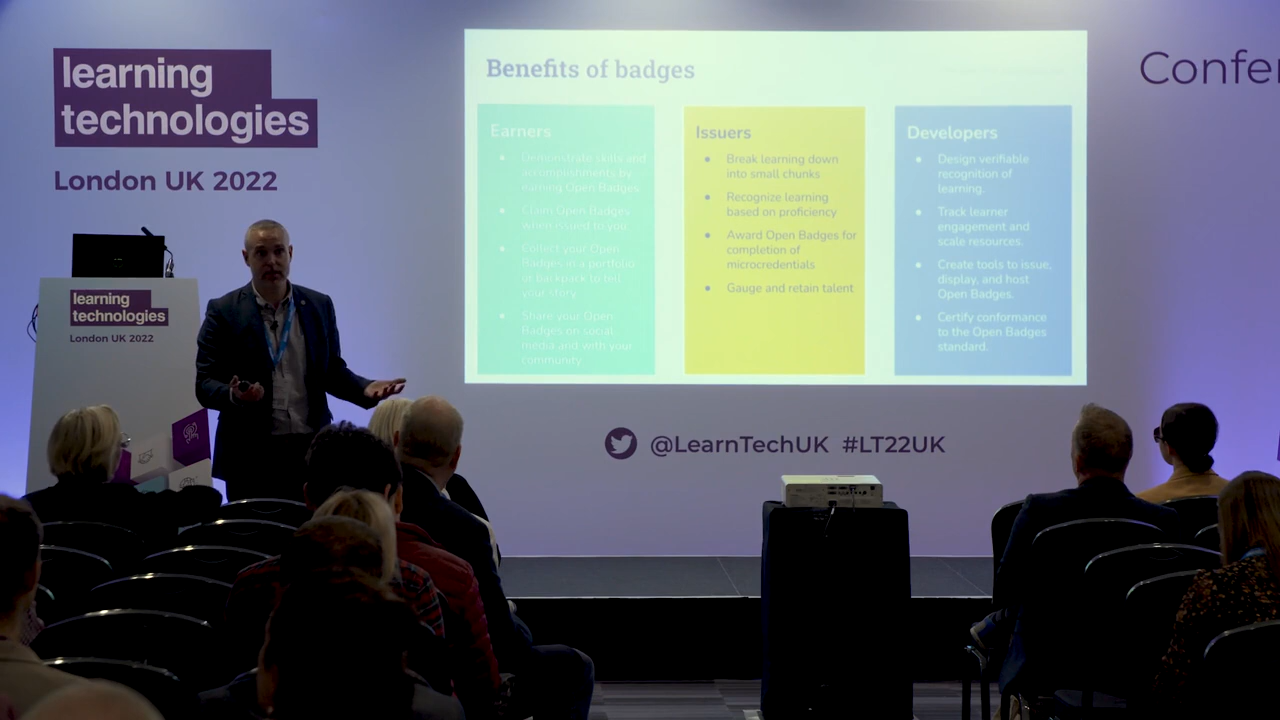 learning
technologies
London UK 2022
Confe
Benefits of badges
Earners
• Demonstrate skills and
accomplishments by
earning Open Badges
• Claim Open Badges
when issued to you
• Collect your Open
Badges in a portfolio
or backpack to tell
your story
• Share your Open
Badges on social
media and with your
community
Issuers
• Break learning down
into small chunks
• Recognize learning
based on proficiency
• Award Open Badges for
completion of
microcredentials
• Gauge and retain talent
Developers
• Design verifiable
recognition of
learning.
• Track learner
engagement and
scale resources.
• Create tools to issue,
display, and host
Open Badges.
• Certify conformance
to the Open Badges
standard.
learning
technologies
London UK 2022
@LearnTechUK #LT22UK